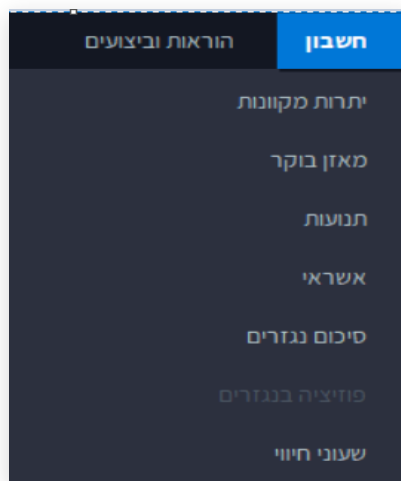 חשבון הוראות וביצועים
יתרות מקוונות
מאזן בוקר
תנועות
אשראי
סיכום נגזרים
פוזיציה בנגזרים
שעוני חיווי